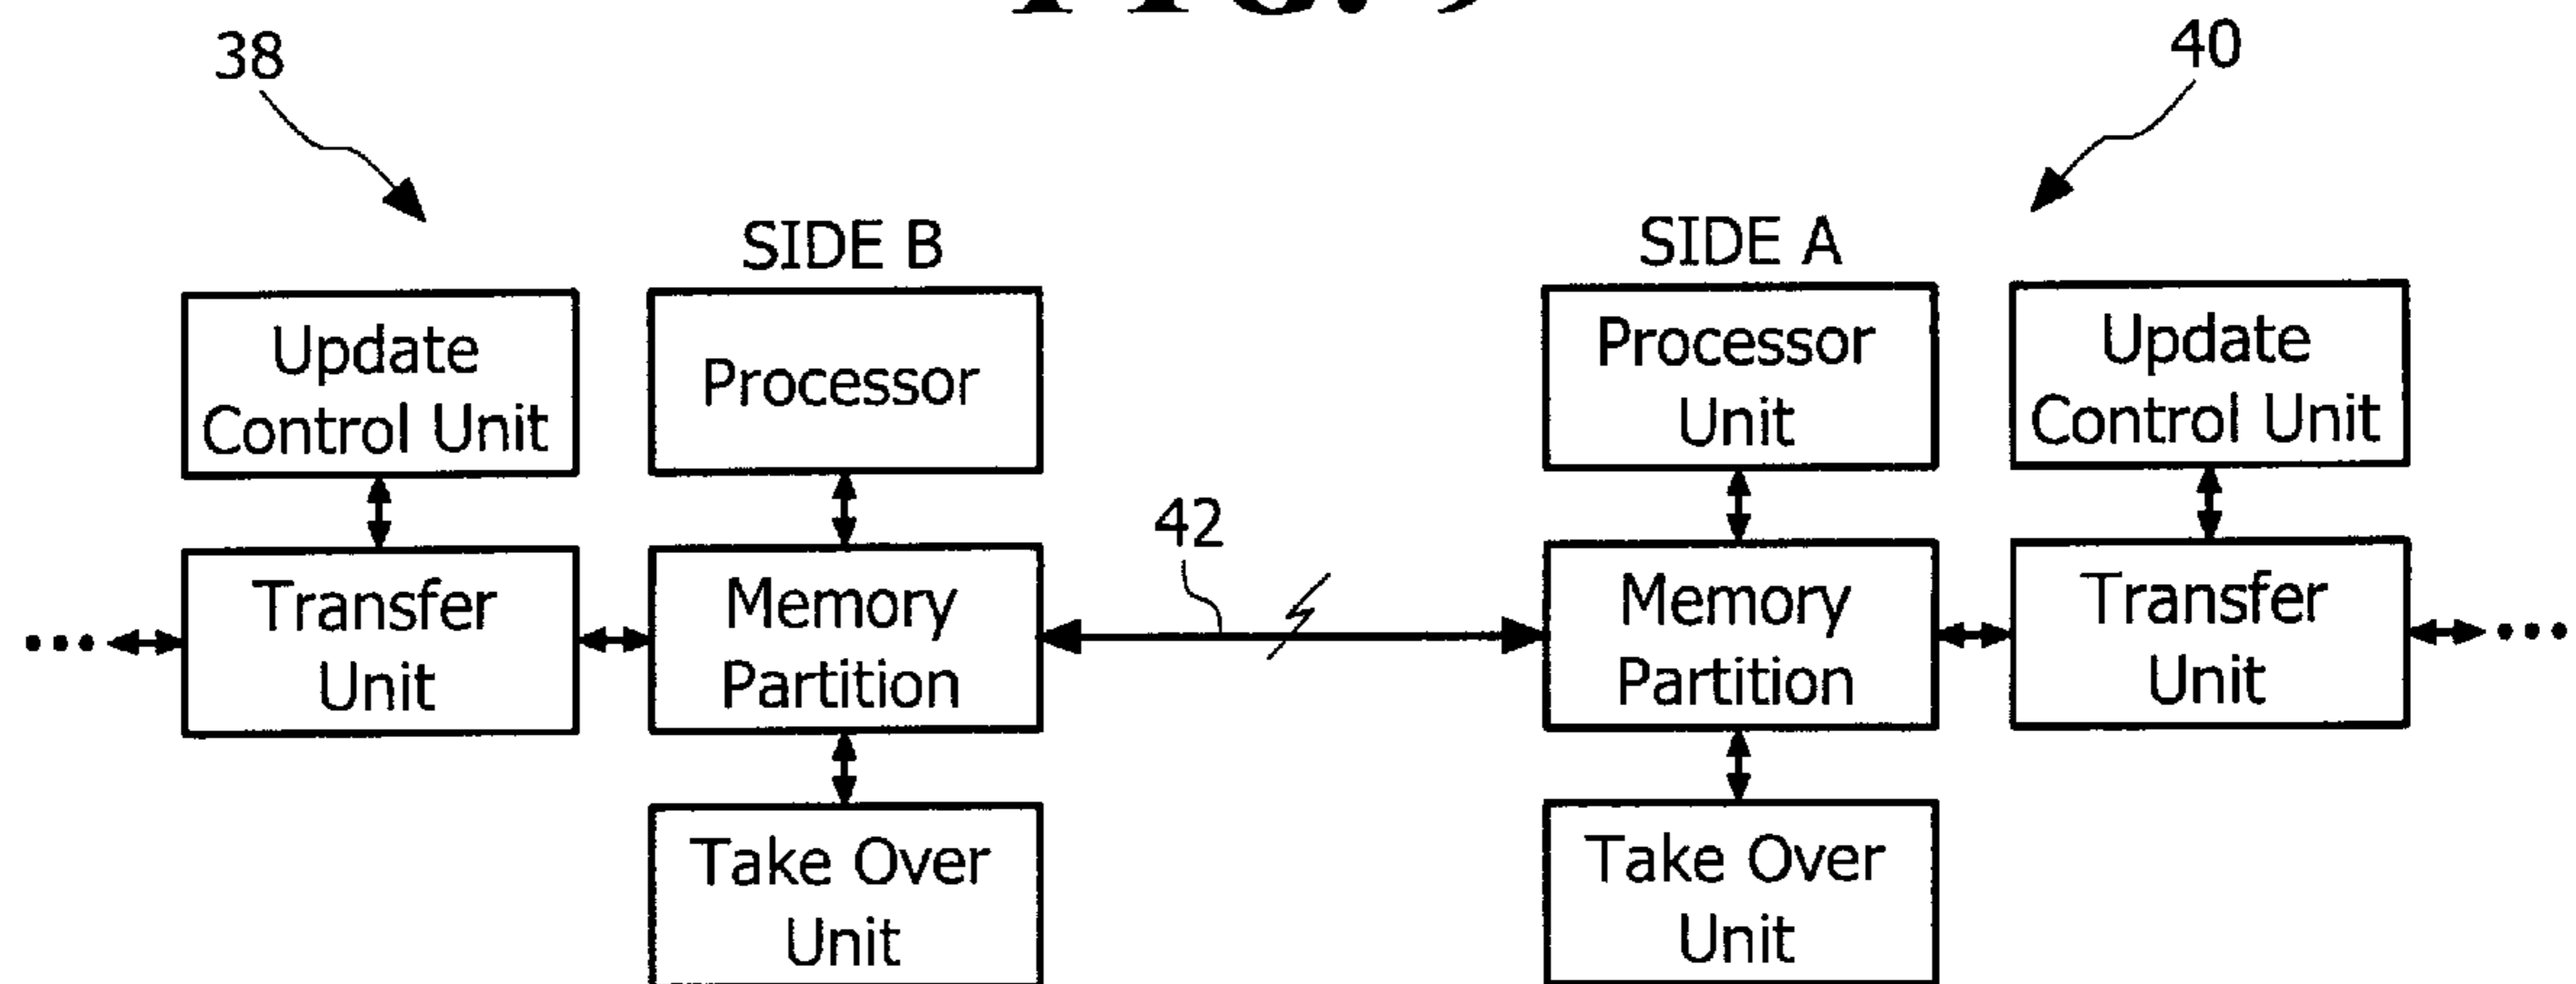 38
40
SIDE B
SIDE A
Update
Control Unit
Processor
Processor
Unit
Update
Control Unit
42
Transfer
Unit
Memory
Partition
Memory
Partition
Transfer
Unit
Take Over
Unit
Take Over
Unit